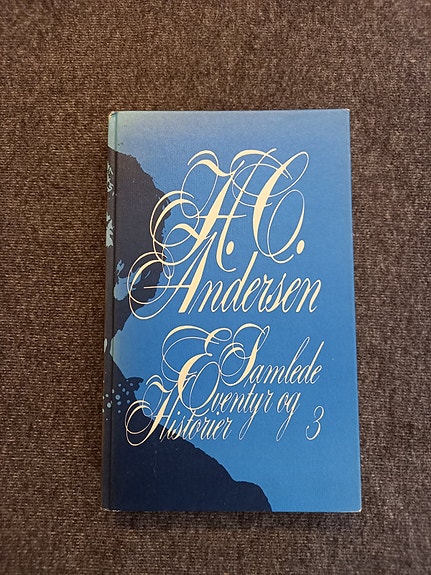 H. C.
Andersen
Samlede
Eventyr og
Historier 3